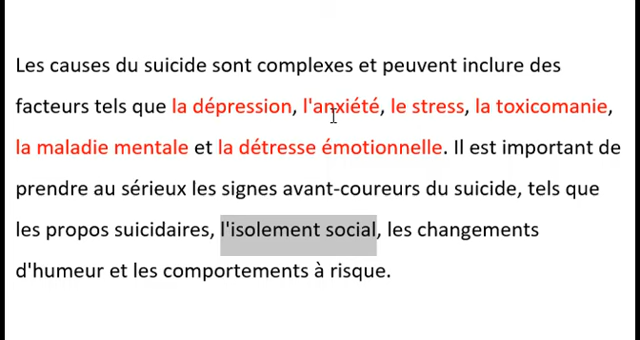 Les causes du suicide sont complexes et peuvent inclure des
facteurs tels que la dépression, l'anxiété, le stress, la toxicomanie,
la maladie mentale et la détresse émotionnelle. Il est important de
prendre au sérieux les signes avant-coureurs du suicide, tels que
les propos suicidaires, l'isolement social, les changements
d'humeur et les comportements à risque.